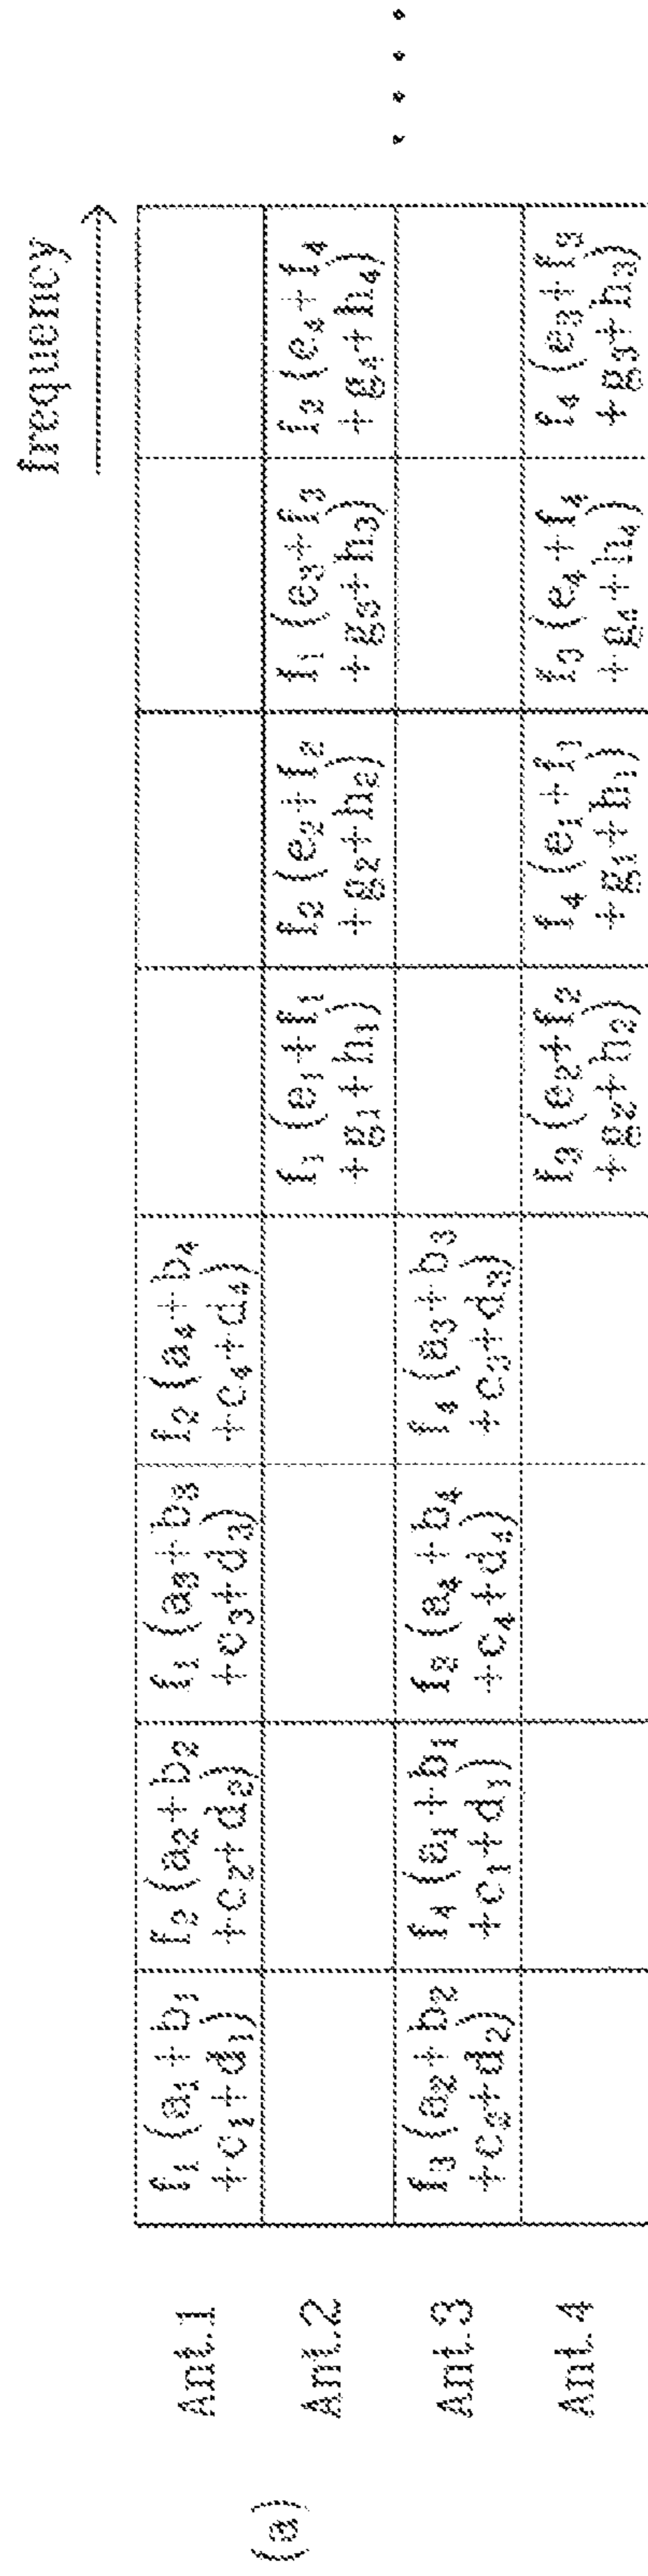 frequency
Ant.1 f₁ (a₁+b₁ f₂ (a₂+b₂ f₁ (a₃+b₃ f₂ (a₄+b₄
+c₁+d₁) +c₂+d₂) +c₃+d₃) +c₄+d₄)
Ant.2 f₁ (e₁+f₁ f₂ (e₂+f₂ f₁ (e₃+f₃ f₂ (e₄+f₄
+g₁+h₁) +g₂+h₂) +g₃+h₃) +g₄+h₄)
(a)
Ant.3 f₃ (a₂+b₂ f₄ (a₁+b₁ (a₄+b₄ f₄ (a₃+b₃
+c₂+d₂) +c₁+d₁) +c₄+d₄) +c₃+d₃)
Ant.4 f₃ (e₂+f₂ f₄ (e₁+f₁ f₃ (e₄+f₄ f₄ (e₃+f₃
+g₂+h₂) +g₁+h₁) +g₄+h₄) +g₃+h₃)